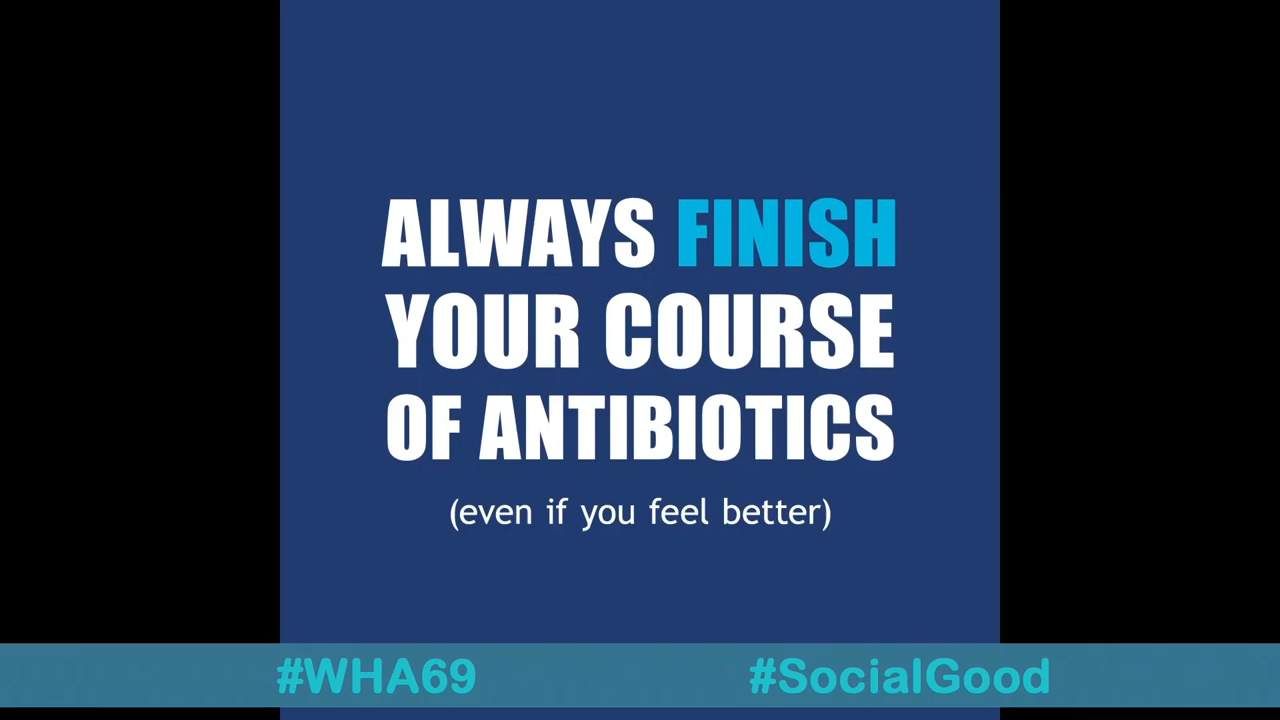 ALWAYS FINISH
YOUR COURSE
OF ANTIBIOTICS
(even if you feel better)
#WHA69 #SocialGood